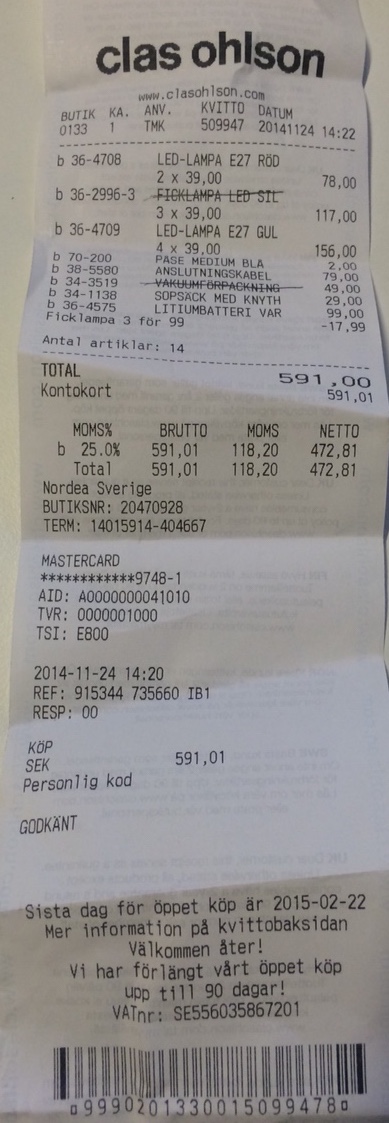 clas ohlson
www.clasohlson.com
BUTIK KA. ANV. KVITTO DATUM
0133 1 TMK 509947 20141124 14:22
b 36-4708 LED-LAMPA E27 RÖD
2 x 39,00 78,00
b 36-2996-3 FICKLAMPA LED SIL
3 x 39,00 117,00
b 36-4709 LED-LAMPA E27 GUL
4 x 39,00 156,00
b 70-200 PASE MEDIUM BLA 2,00
b 38-5580 ANSLUTNINGSKABEL 79,00
b 34-3519 VAKUUMFÖRPACKNING 49,00
b 34-1138 SOPSÄCK MED KNYTH 29,00
b 36-4575 LITIUMBATTERI VAR 99,00
Ficklampa 3 för 99 -17,99
Antal artiklar: 14
TOTAL 591,00
Kontokort 591,01
MOMS% BRUTTO MOMS NETTO
b 25.0% 591,01 118,20 472,81
Total 591,01 118,20 472,81
Nordea Sverige
BUTIKSNR: 20470928
TERM: 14015914-404667
MASTERCARD
************9748-1
AID: A0000000041010
TVR: 0000001000
TSI: E800
2014-11-24 14:20
REF: 915344 735660 IB1
RESP: 00
KÖP
SEK 591,01
Personlig kod
GODKÄNT
Sista dag för öppet köp är 2015-02-22
Mer information på kvittobaksidan
Välkommen åter!
Vi har förlängt vårt öppet köp
upp till 90 dagar!
VATnr: SE556035867201
9990201330015099478